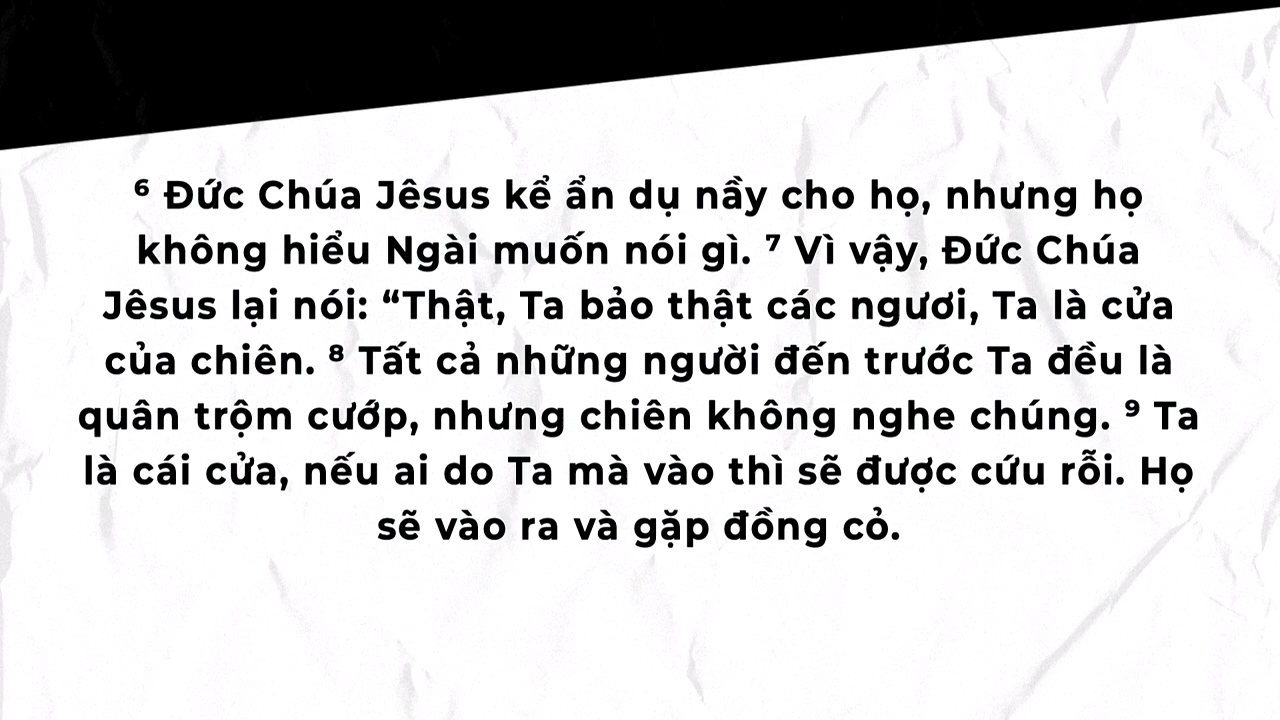 ⁶ Đức Chúa Jêsus kể ẩn dụ nầy cho họ, nhưng họ
không hiểu Ngài muốn nói gì. ⁷ Vì vậy, Đức Chúa
Jêsus lại nói: “Thật, Ta bảo thật các ngươi, Ta là cửa
của chiên. ⁸ Tất cả những người đến trước Ta đều là
quân trộm cướp, nhưng chiên không nghe chúng. ⁹ Ta
là cái cửa, nếu ai do Ta mà vào thì sẽ được cứu rỗi. Họ
sẽ vào ra và gặp đồng cỏ.